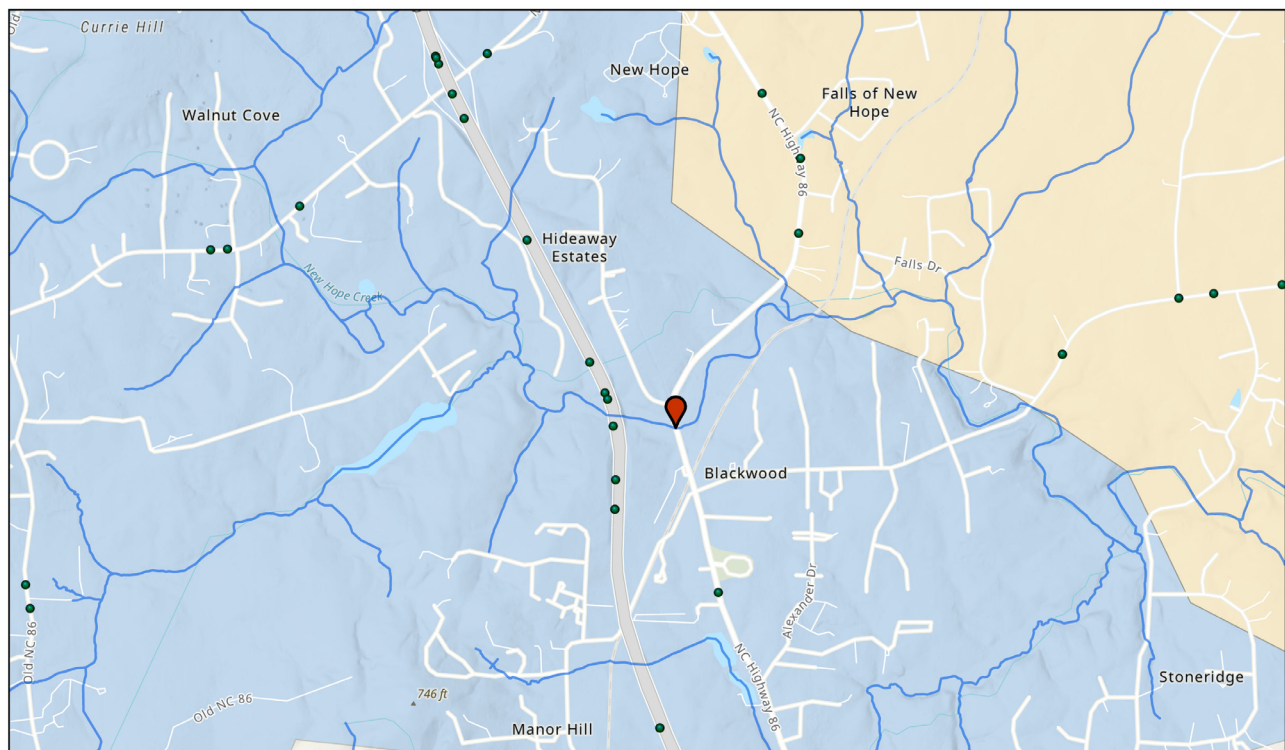 Currie Hill
New Hope
Falls of New
Hope
Walnut Cove
NC Highway 86
Hideaway
Estates
Falls Dr
New Hope Creek
Blackwood
Alexander Dr
Old NC 86
NC Highway 86
Stoneridge
746 ft
Old NC 86
Manor Hill